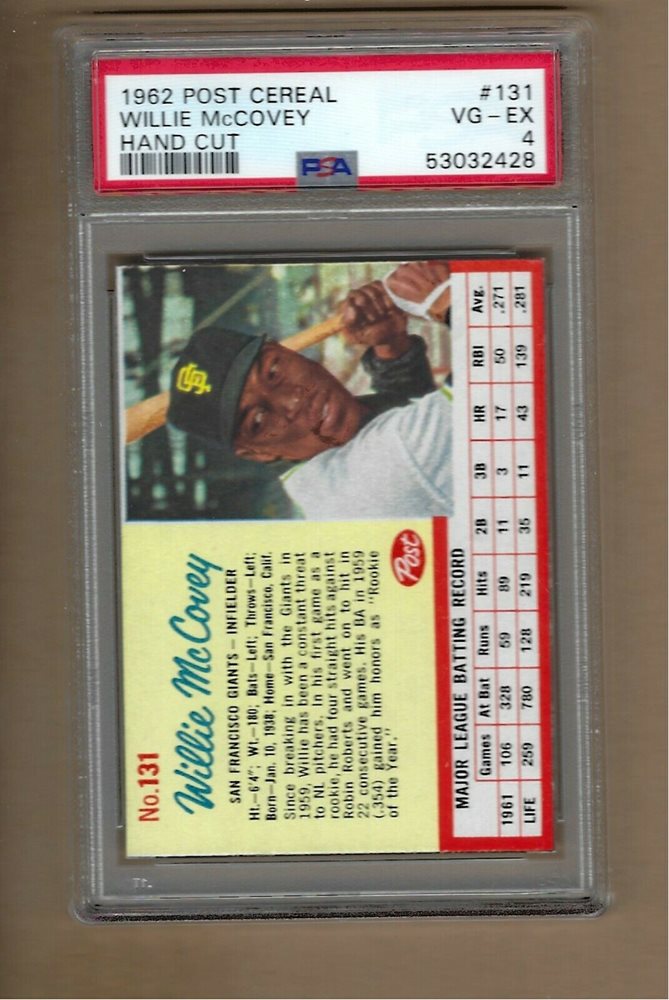 1962 POST CEREAL #131
WILLIE McCOVEY VG – EX
HAND CUT 4
PSA 53032428
No.131
Willie McCovey
SAN FRANCISCO GIANTS — INFIELDER
Ht.—6'4"; Wt.—180; Bats—Left; Throws—Left;
Born—Jan. 10, 1938; Home—San Francisco, Calif.
Since breaking in with the Giants in
1959, Willie has been a constant threat
to NL pitchers. In his first game as a
rookie, he had four straight hits against
Robin Roberts and went on to hit in
22 consecutive games. His BA in 1959
(.354) gained him honors as "Rookie
of the Year."
Post
SF
MAJOR LEAGUE BATTING RECORD
Games At Bat Runs Hits 2B 3B HR RBI Avg.
1961 106 328 59 89 11 3 17 50 .271
LIFE 259 780 128 219 35 11 43 139 .281